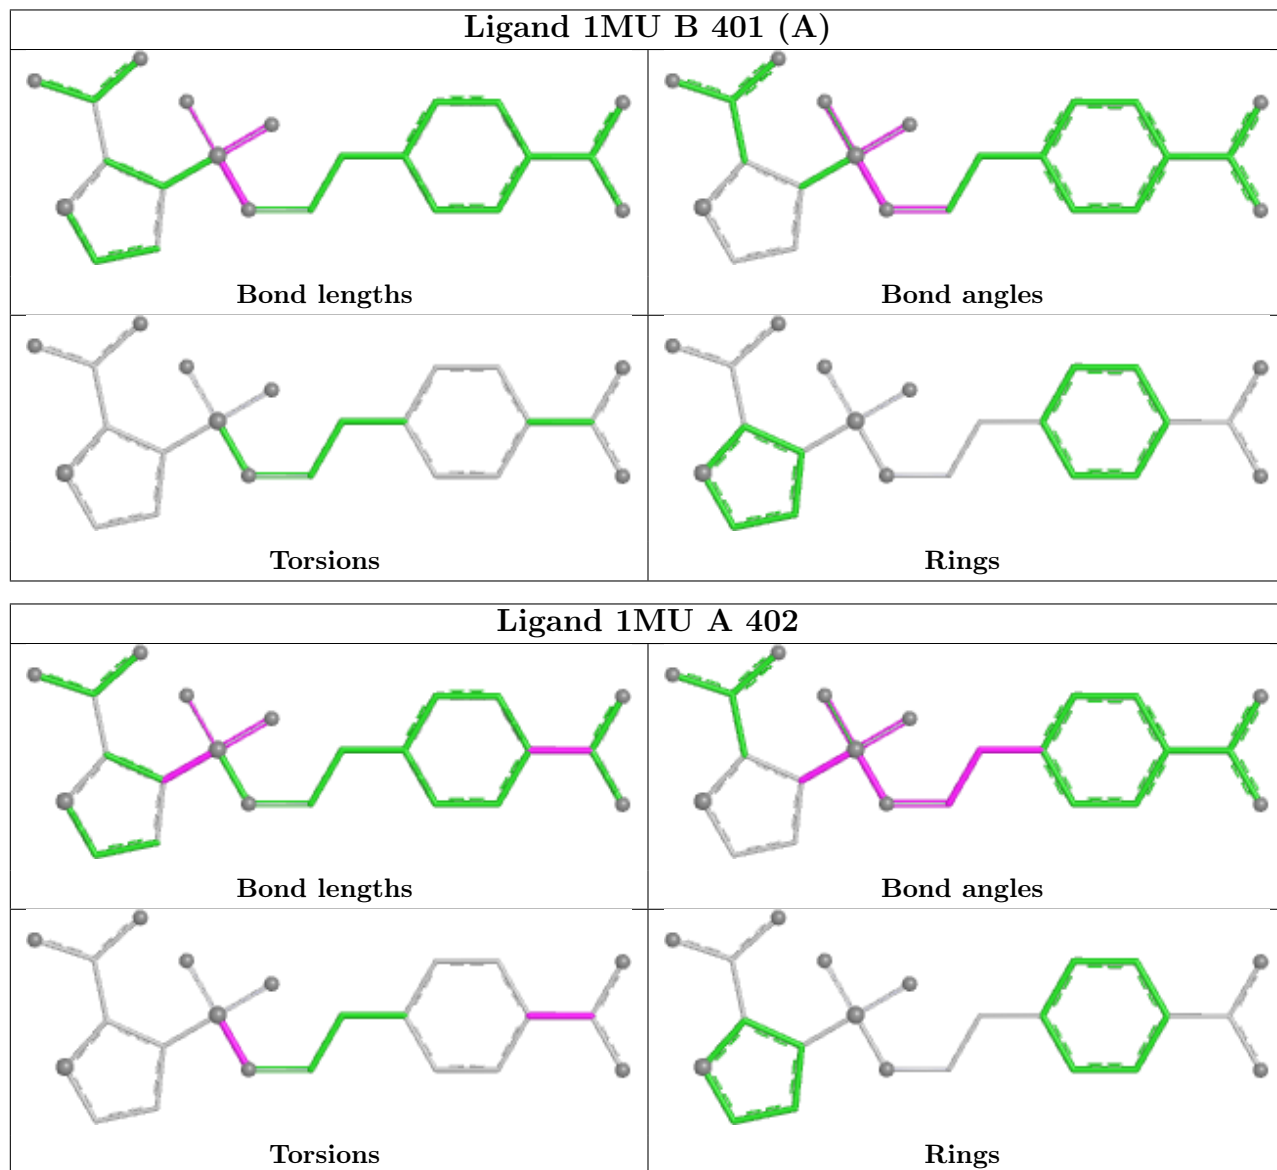 Ligand 1MU B 401 (A)
Bond lengths
Bond angles
Torsions
Rings
Ligand 1MU A 402
Bond lengths
Bond angles
Torsions
Rings